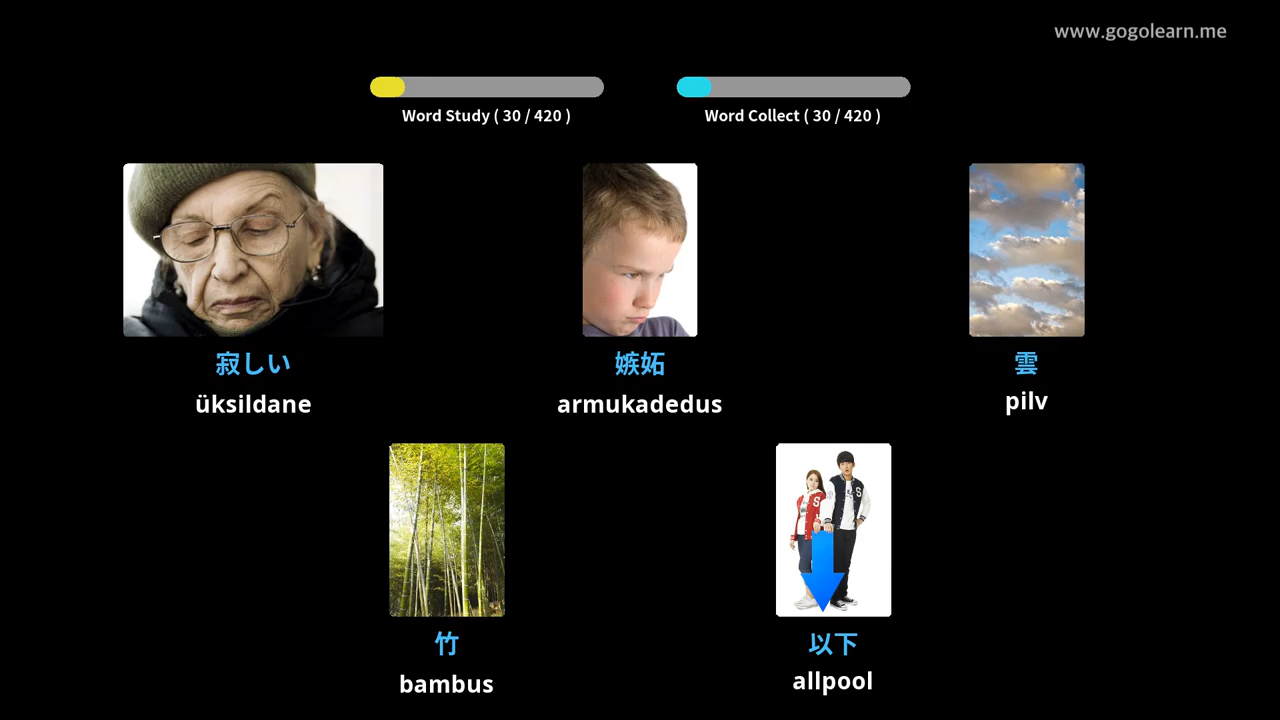 www.gogolearn.me
Word Study ( 30 / 420 )
Word Collect ( 30 / 420 )
寂しい
üksildane
嫉妬
armukadedus
雲
pilv
竹
bambus
以下
allpool